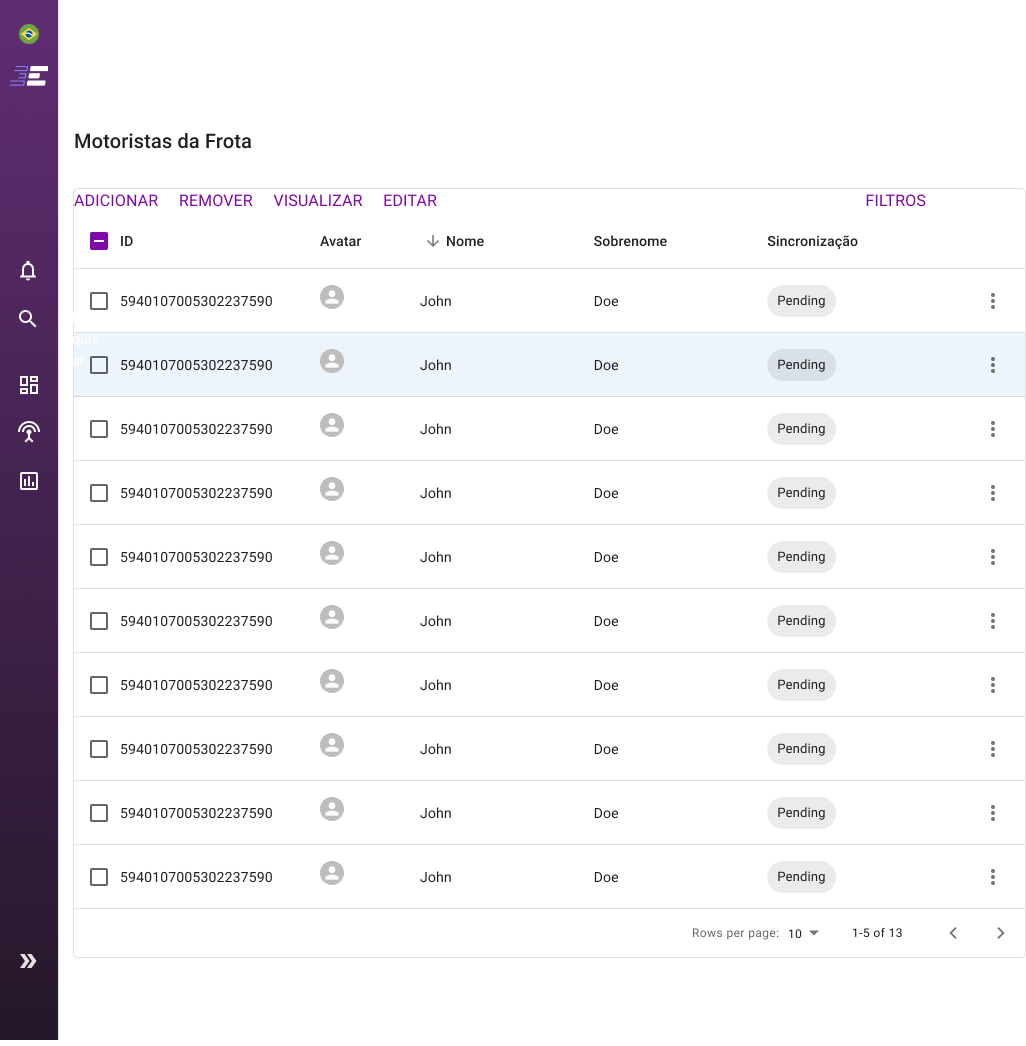 Motoristas da Frota
ADICIONAR REMOVER VISUALIZAR EDITAR FILTROS
ID Avatar Nome Sobrenome Sincronização
5940107005302237590 John Doe Pending
5940107005302237590 John Doe Pending
5940107005302237590 John Doe Pending
5940107005302237590 John Doe Pending
5940107005302237590 John Doe Pending
5940107005302237590 John Doe Pending
5940107005302237590 John Doe Pending
5940107005302237590 John Doe Pending
5940107005302237590 John Doe Pending
5940107005302237590 John Doe Pending
Rows per page: 10 1-5 of 13